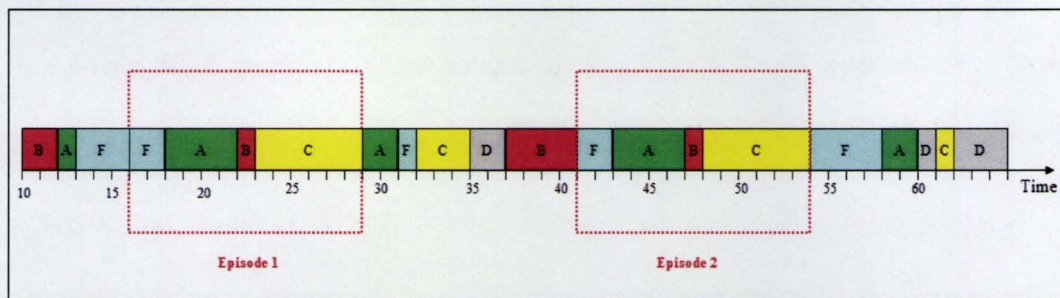 B A F F A B C A F C D B F A B C F A D C D
10 15 20 25 30 35 40 45 50 55 60 Time
Episode 1 Episode 2